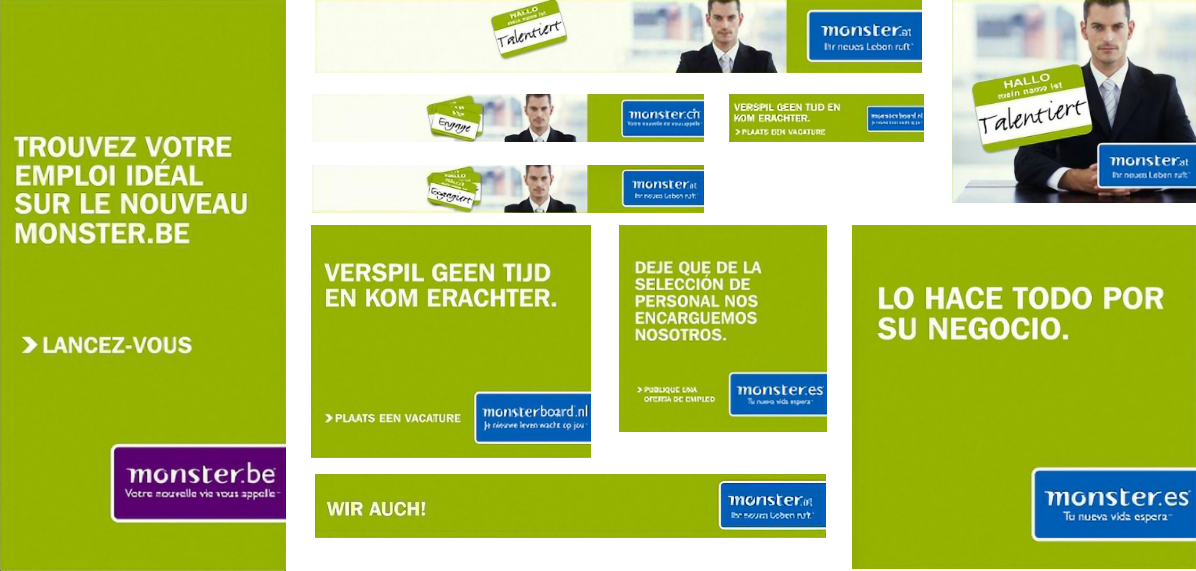 TROUVEZ VOTRE
EMPLOI IDÉAL
SUR LE NOUVEAU
MONSTER.BE
LANCEZ-VOUS
monster.be
Votre nouvelle vie vous appelle
HALLO
mein name ist
Talentiert
monster.at
Ihr neues Leben ruft
Engage
monster.ch
Votre nouvelle vie vous appelle
VERSPIL GEEN TIJD EN
KOM ERACHTER.
PLAATS EEN VACATURE
monsterboard.nl
HALLO
Engagiert
monster.at
Ihr neues Leben ruft
HALLO
mein name ist
Talentiert
monster.at
Ihr neues Leben ruft
VERSPIL GEEN TIJD
EN KOM ERACHTER.
PLAATS EEN VACATURE
monsterboard.nl
Je nieuwe leven wacht op jou
DEJE QUE DE LA
SELECCIÓN DE
PERSONAL NOS
ENCARGUEMOS
NOSOTROS.
PUBLIQUE UNA
OFERTA DE EMPLEO
monster.es
Tu nueva vida espera
LO HACE TODO POR
SU NEGOCIO.
monster.es
Tu nueva vida espera
WIR AUCH!
monster.at
Ihr neues Leben ruft